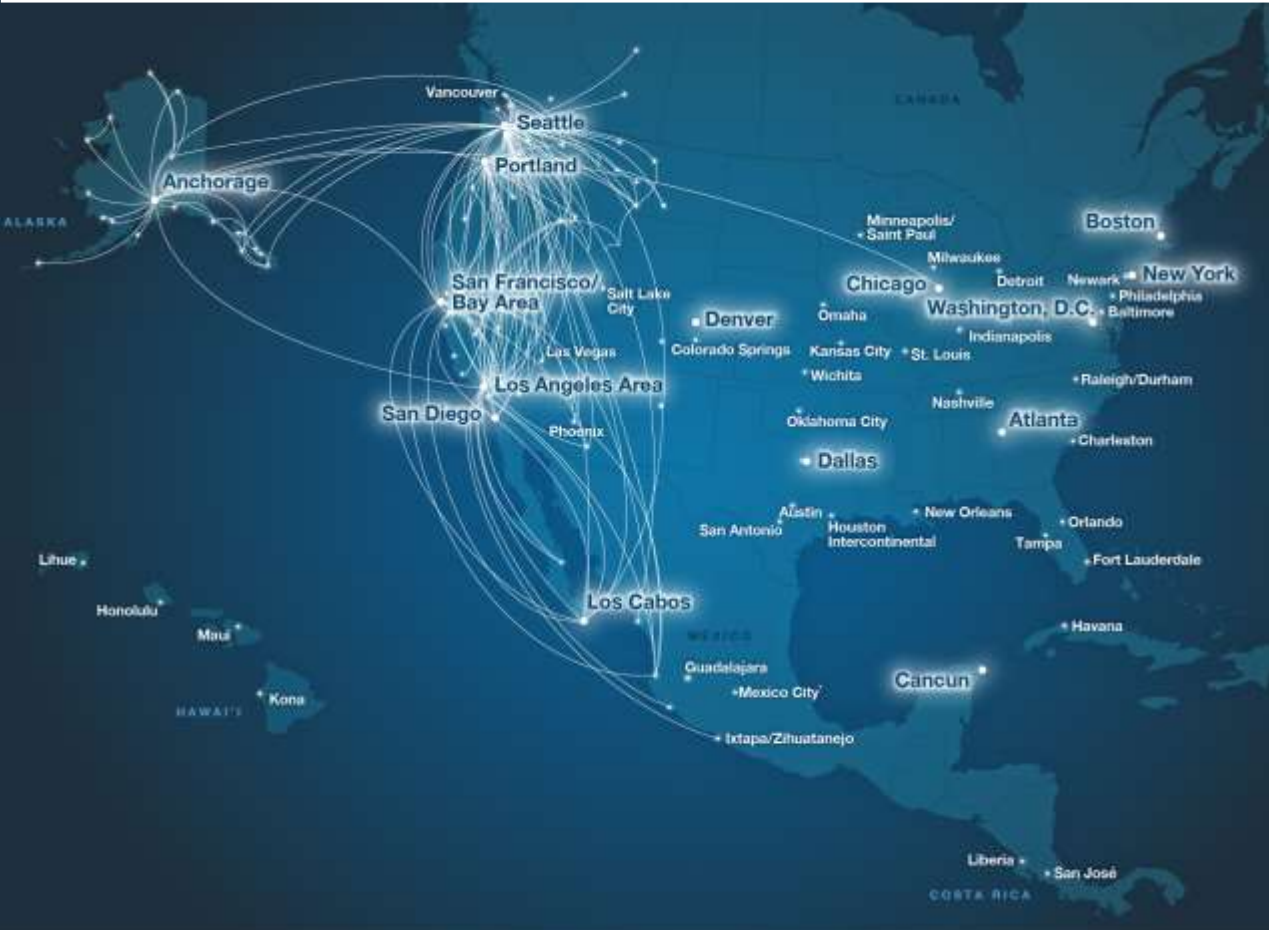 CANADA
Vancouver
Seattle
Portland
Anchorage
ALASKA
Minneapolis/
Saint Paul
Boston
Milwaukee
Detroit
Newark
New York
Chicago
Philadelphia
Washington, D.C.
Baltimore
San Francisco/
Bay Area
Salt Lake
City
Omaha
Denver
Indianapolis
Colorado Springs
Kansas City
St. Louis
Las Vegas
Wichita
Raleigh/Durham
Los Angeles Area
Nashville
San Diego
Oklahoma City
Atlanta
Phoenix
Charleston
Dallas
Austin
New Orleans
San Antonio
Houston
Intercontinental
Orlando
Tampa
Fort Lauderdale
Lihue
Honolulu
Maui
Los Cabos
Havana
MEXICO
Guadalajara
Cancun
Mexico City
Kona
HAWAI'I
Ixtapa/Zihuatanejo
Liberia
San José
COSTA RICA